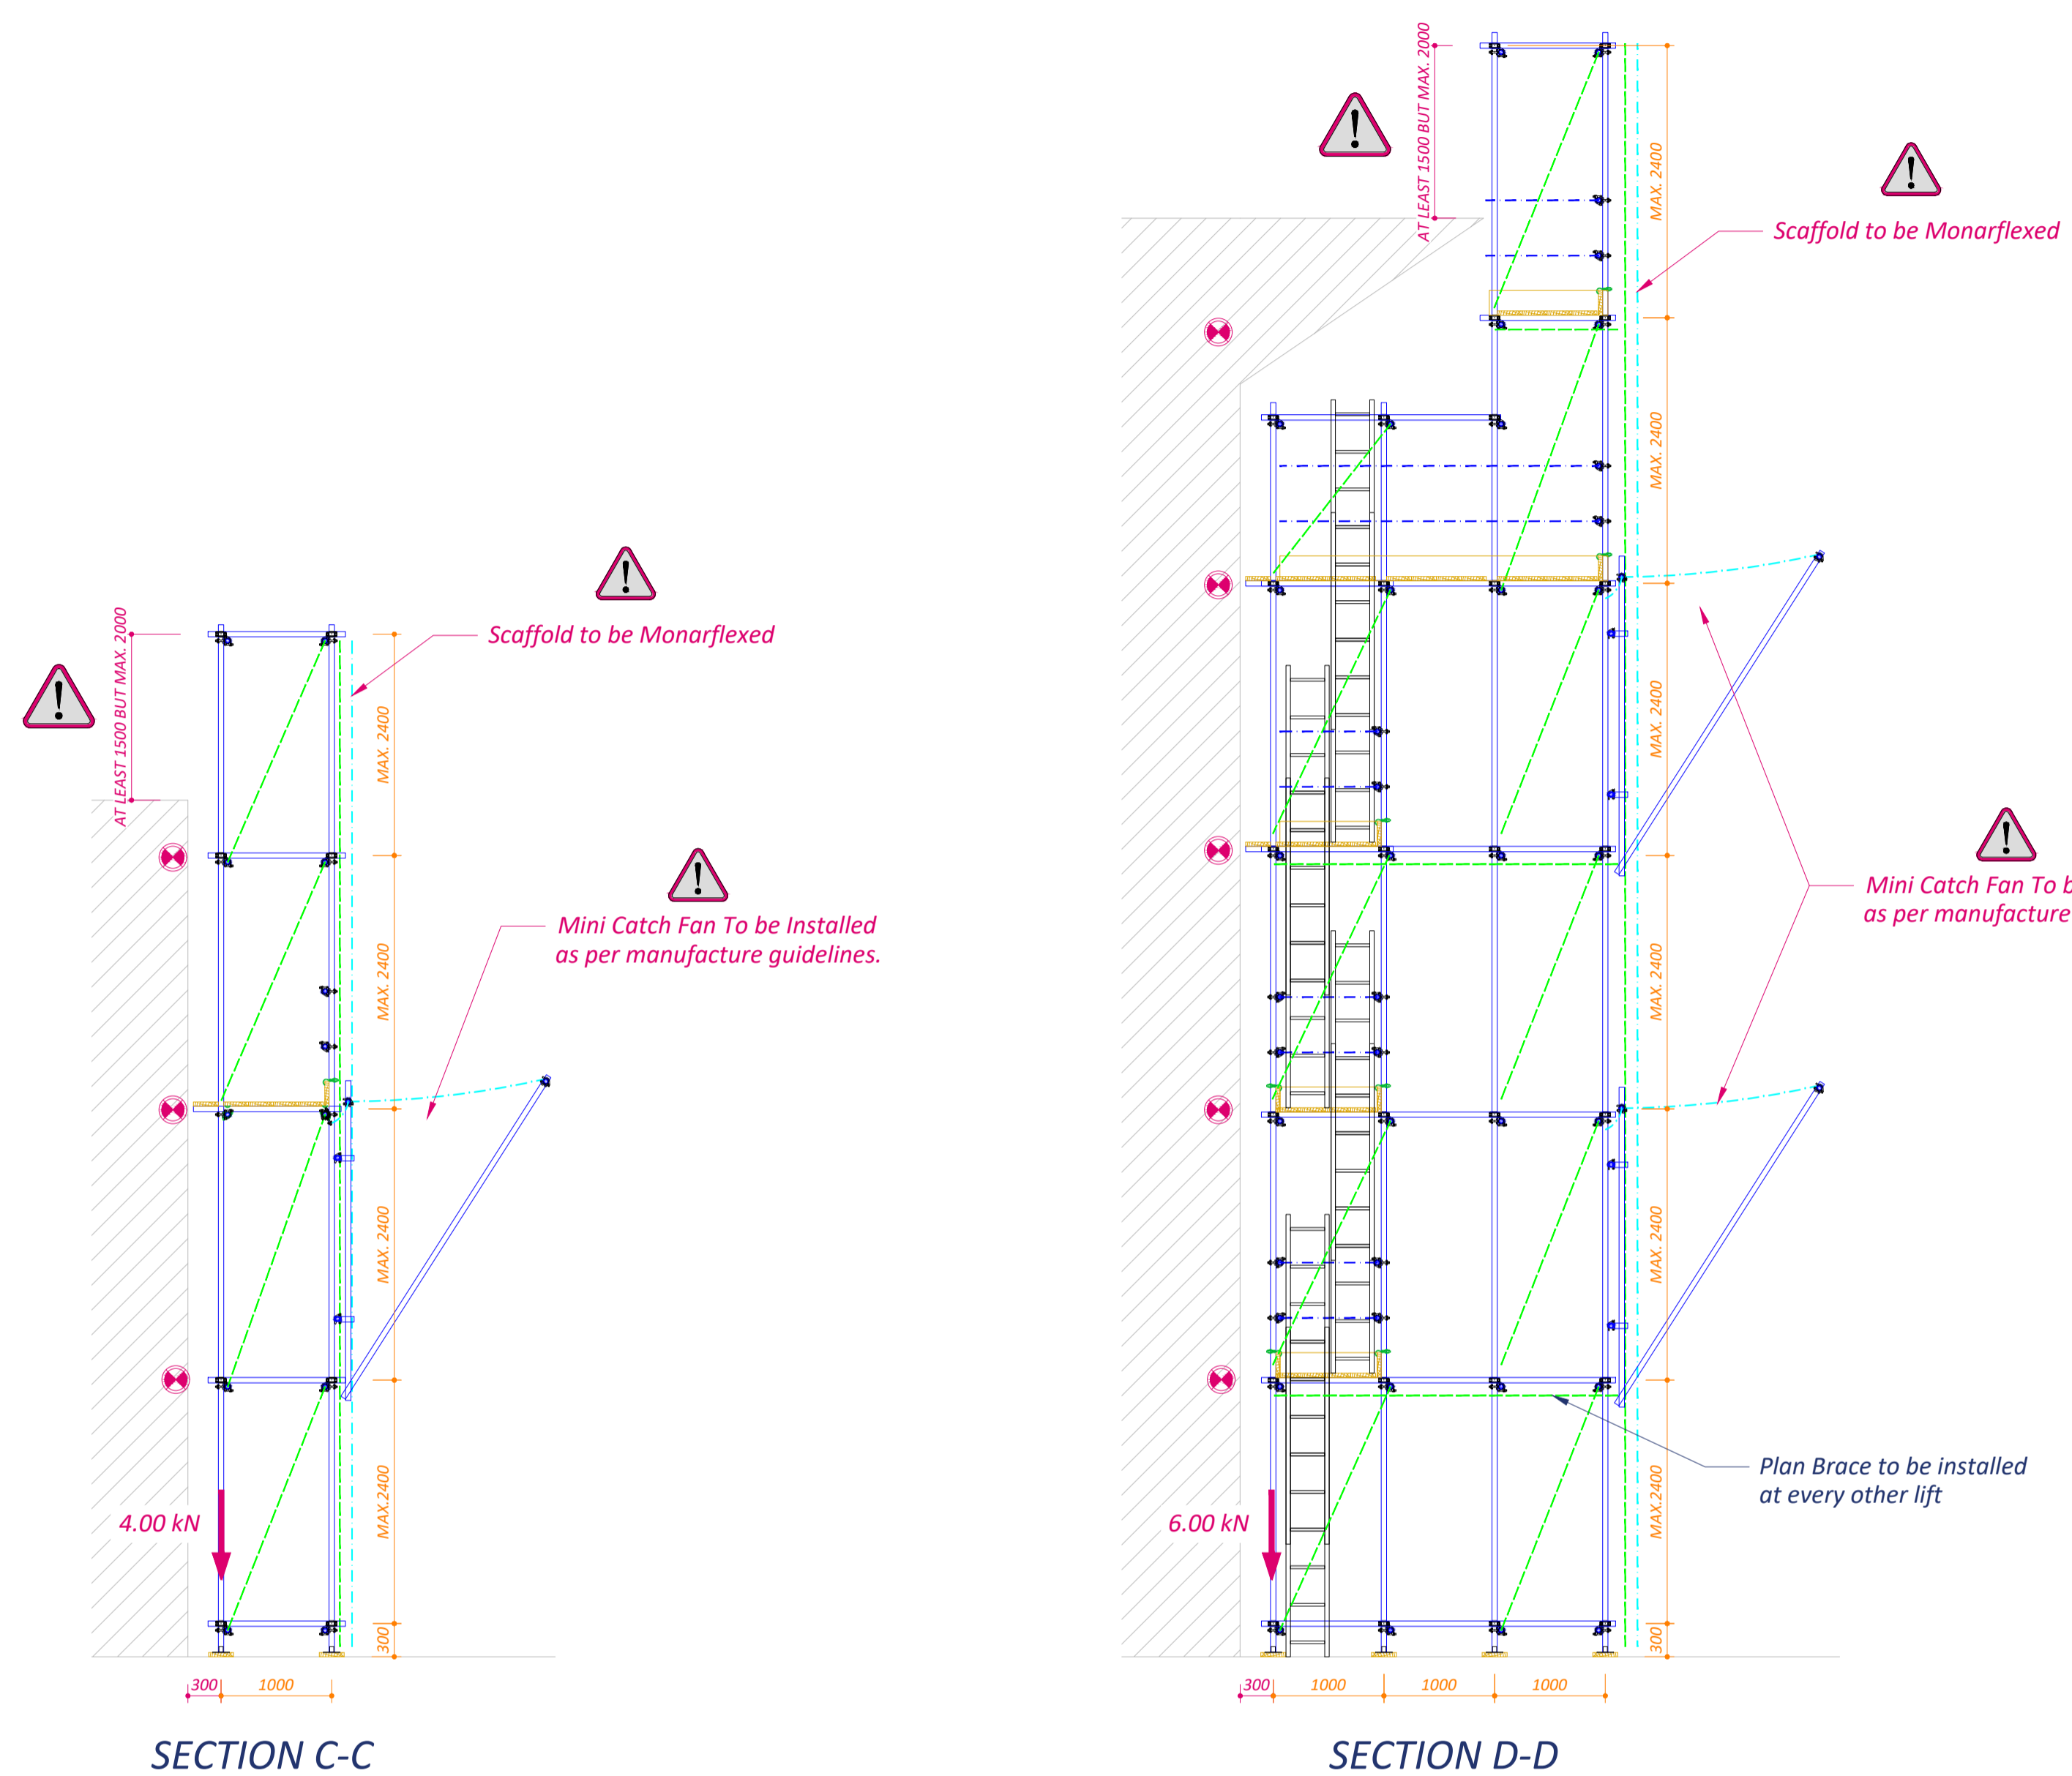 AT LEAST 1500 BUT MAX. 2000
Scaffold to be Monarflexed
MAX. 2400
MAX. 2400
Mini Catch Fan To be Installed
as per manufacture guidelines.
MAX. 2400
MAX.2400
4.00 kN
300
300
1000
SECTION C-C
AT LEAST 1500 BUT MAX. 2000
MAX. 2400
Scaffold to be Monarflexed
MAX. 2400
MAX. 2400
Mini Catch Fan To b
as per manufacture
MAX. 2400
MAX. 2400
Plan Brace to be installed
at every other lift
MAX.2400
6.00 kN
300
300
1000
1000
1000
SECTION D-D